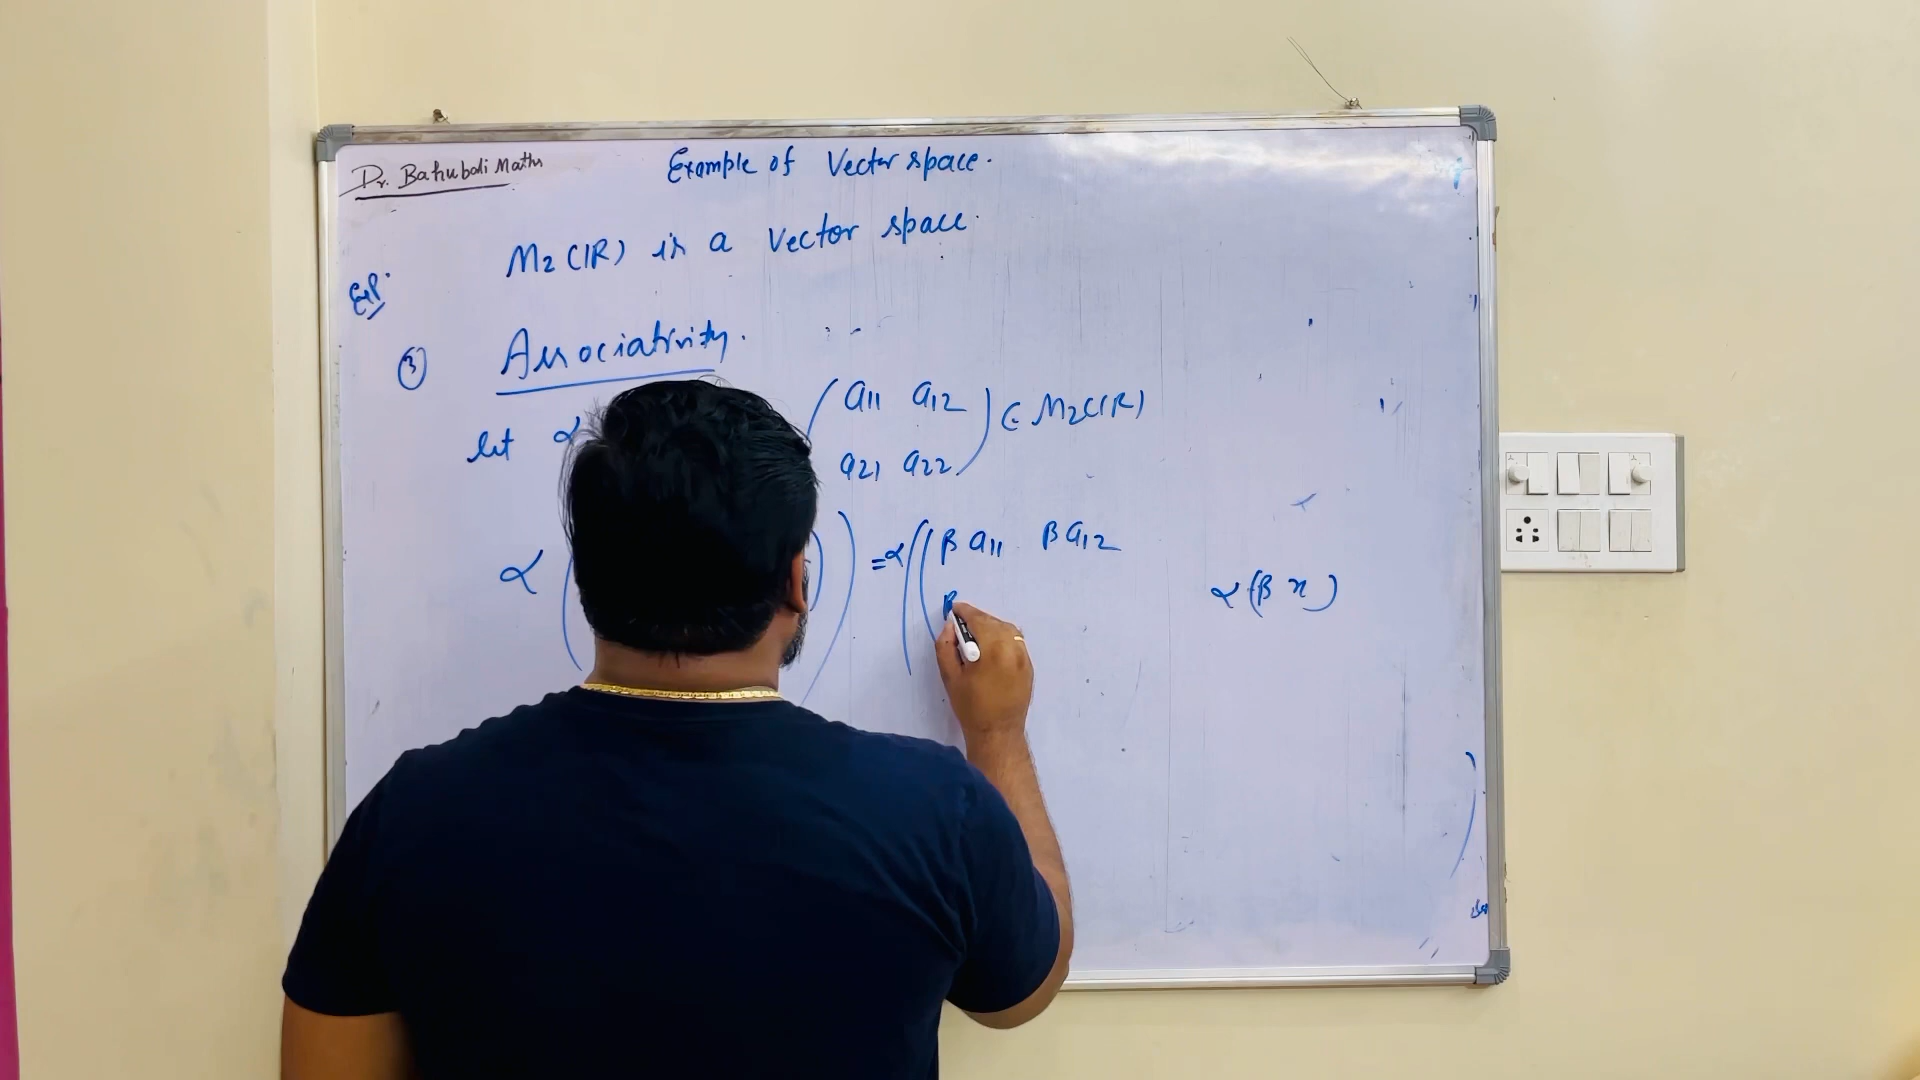 Dr. Bahubali Maths
Example of Vector space.
M2(IR) is a vector space.
Exp.
③ Associativity.
let α ( a11 a12 ) ∈ M2(IR)
a21 a22
α ( ) = α (( β a11 β a12
β
α(β x)